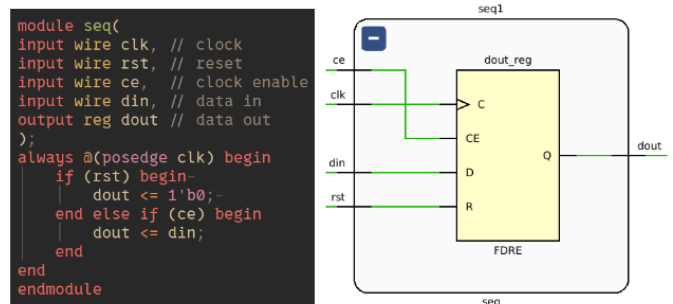 module seq(
input wire clk, // clock
input wire rst, // reset
input wire ce,  // clock enable
input wire din, // data in
output reg dout // data out
);
always @(posedge clk) begin
    if (rst) begin-
        dout <= 1'b0;-
    end else if (ce) begin
        dout <= din;
    end
end
endmodule
seq1
ce
dout_reg
clk
C
CE
dout
Q
din
D
rst
R
FDRE
seq